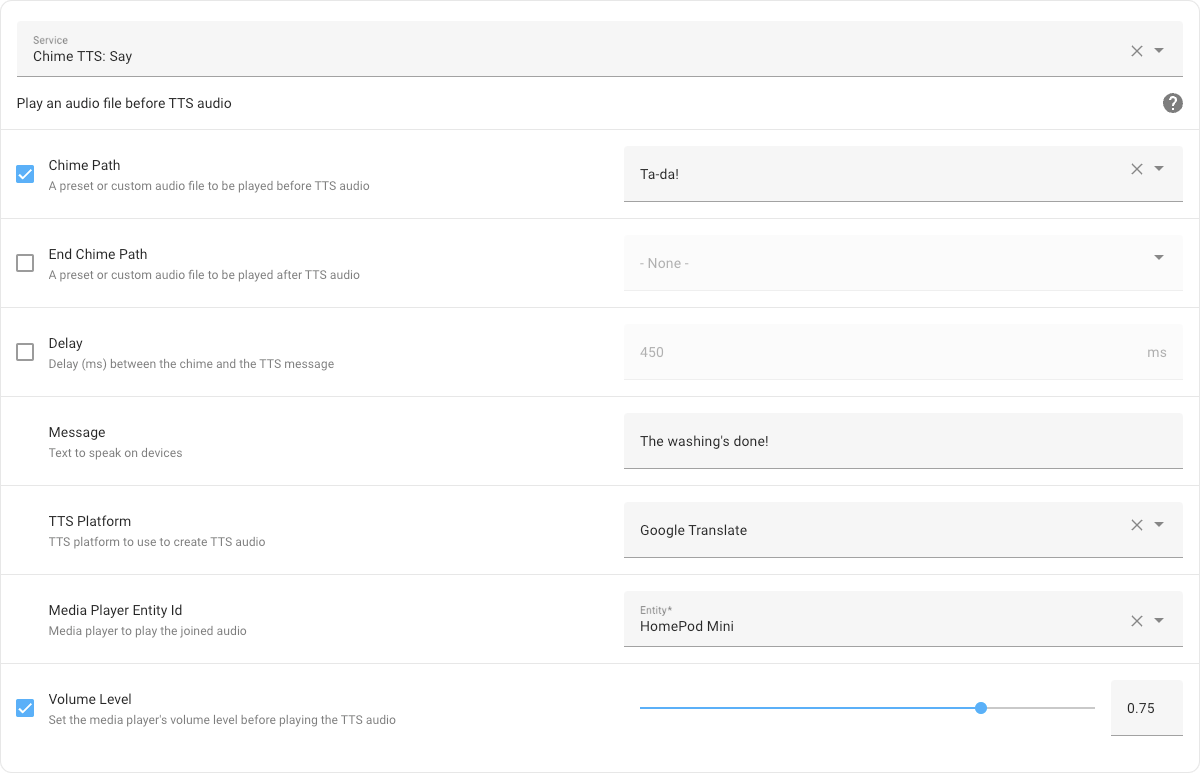 Service
Chime TTS: Say
Play an audio file before TTS audio
?
Chime Path
A preset or custom audio file to be played before TTS audio
Ta-da!
End Chime Path
A preset or custom audio file to be played after TTS audio
- None -
Delay
Delay (ms) between the chime and the TTS message
450
ms
Message
Text to speak on devices
The washing's done!
TTS Platform
TTS platform to use to create TTS audio
Google Translate
Media Player Entity Id
Media player to play the joined audio
Entity*
HomePod Mini
Volume Level
Set the media player's volume level before playing the TTS audio
0.75